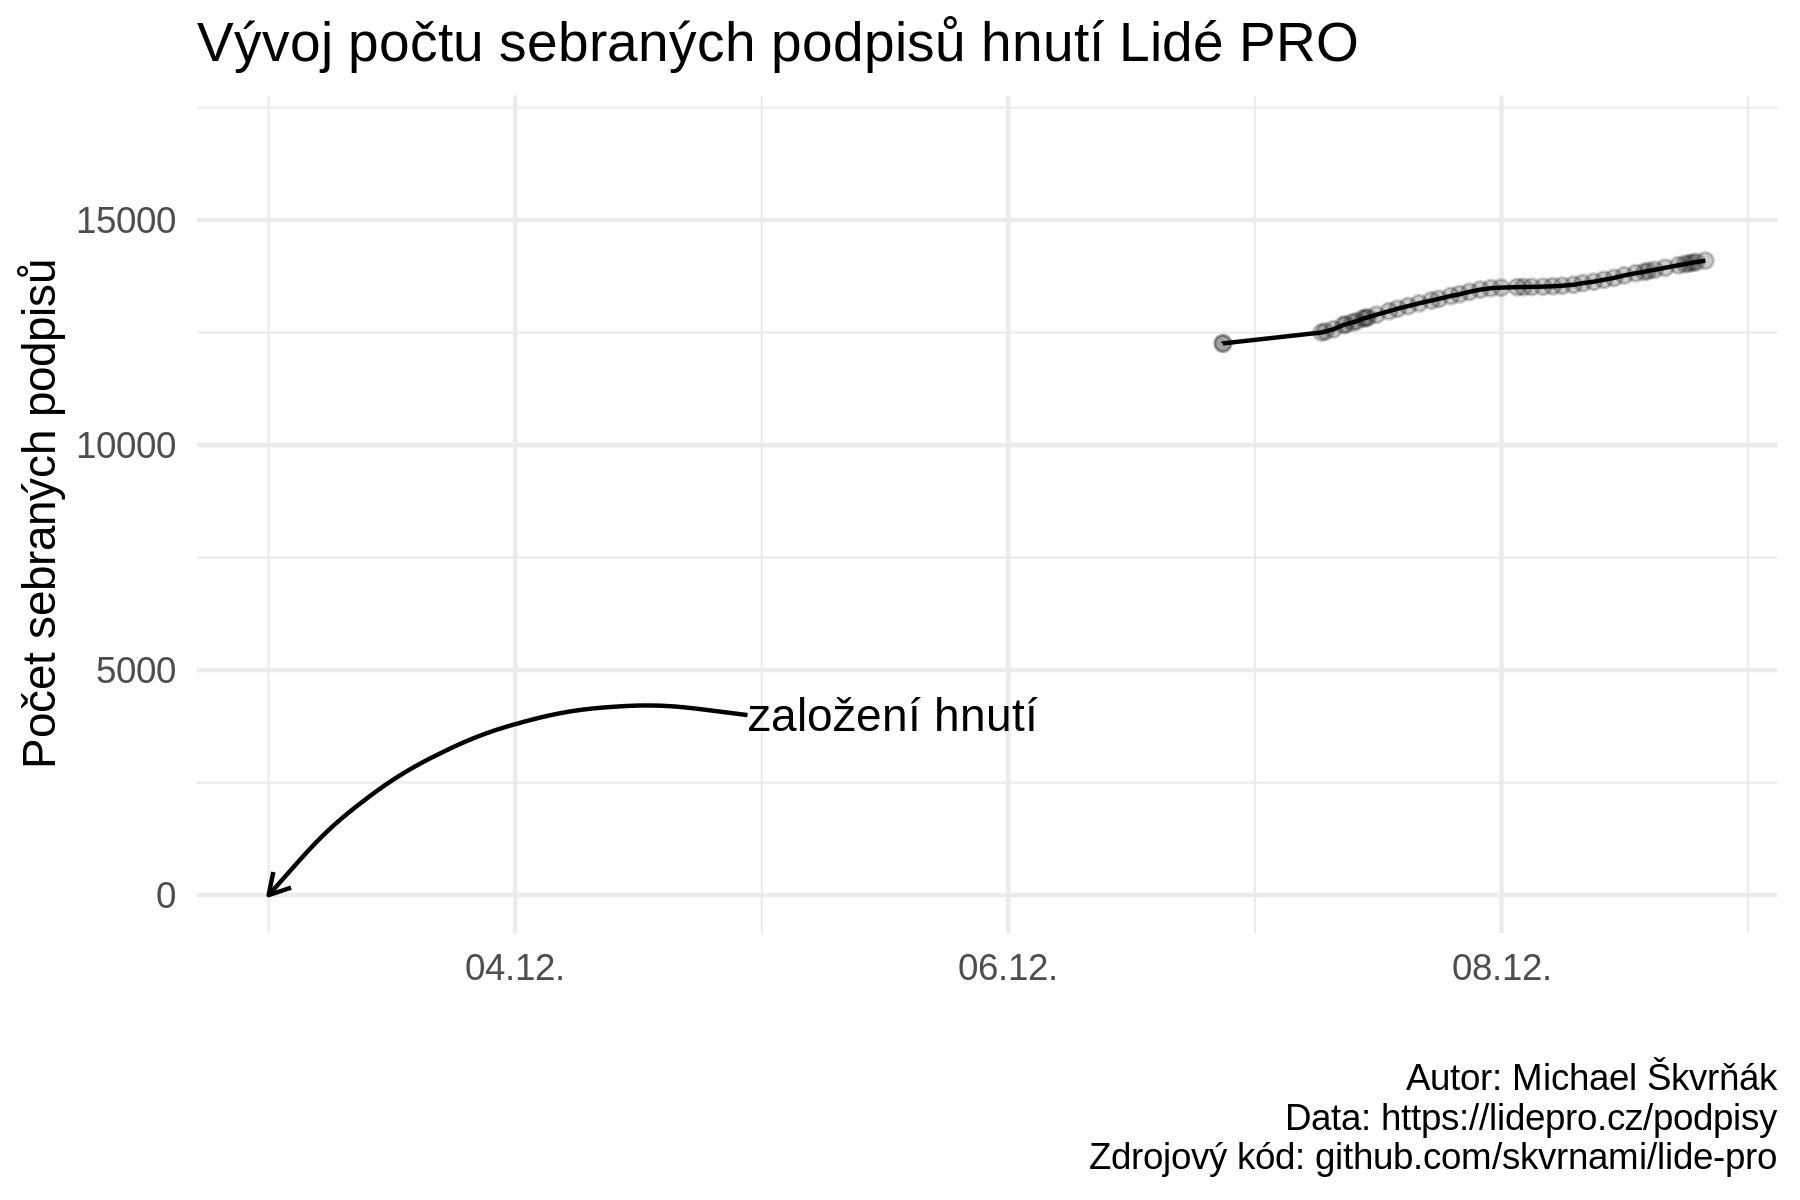 Vývoj počtu sebraných podpisů hnutí Lidé PRO
Počet sebraných podpisů
15000
10000
5000
0
založení hnutí
04.12.
06.12.
08.12.
Autor: Michael Škvrňák
Data: https://lidepro.cz/podpisy
Zdrojový kód: github.com/skvrnami/lide-pro